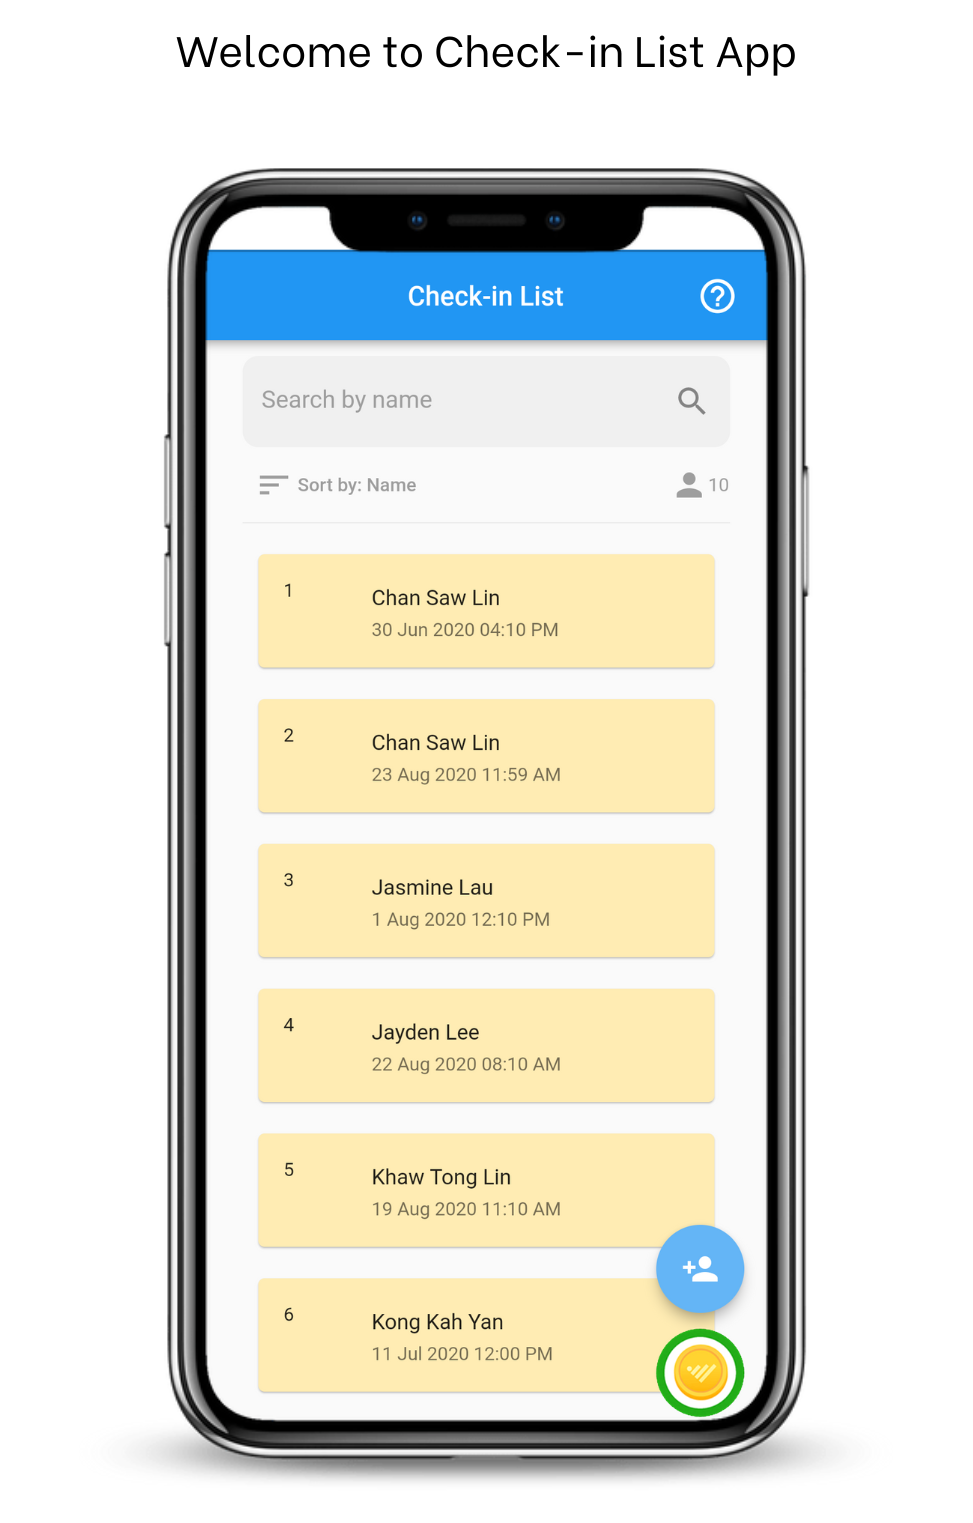 Welcome to Check-in List App
Check-in List
Search by name
Sort by: Name 10
1
Chan Saw Lin
30 Jun 2020 04:10 PM
2
Chan Saw Lin
23 Aug 2020 11:59 AM
3
Jasmine Lau
1 Aug 2020 12:10 PM
4
Jayden Lee
22 Aug 2020 08:10 AM
5
Khaw Tong Lin
19 Aug 2020 11:10 AM
6
Kong Kah Yan
11 Jul 2020 12:00 PM